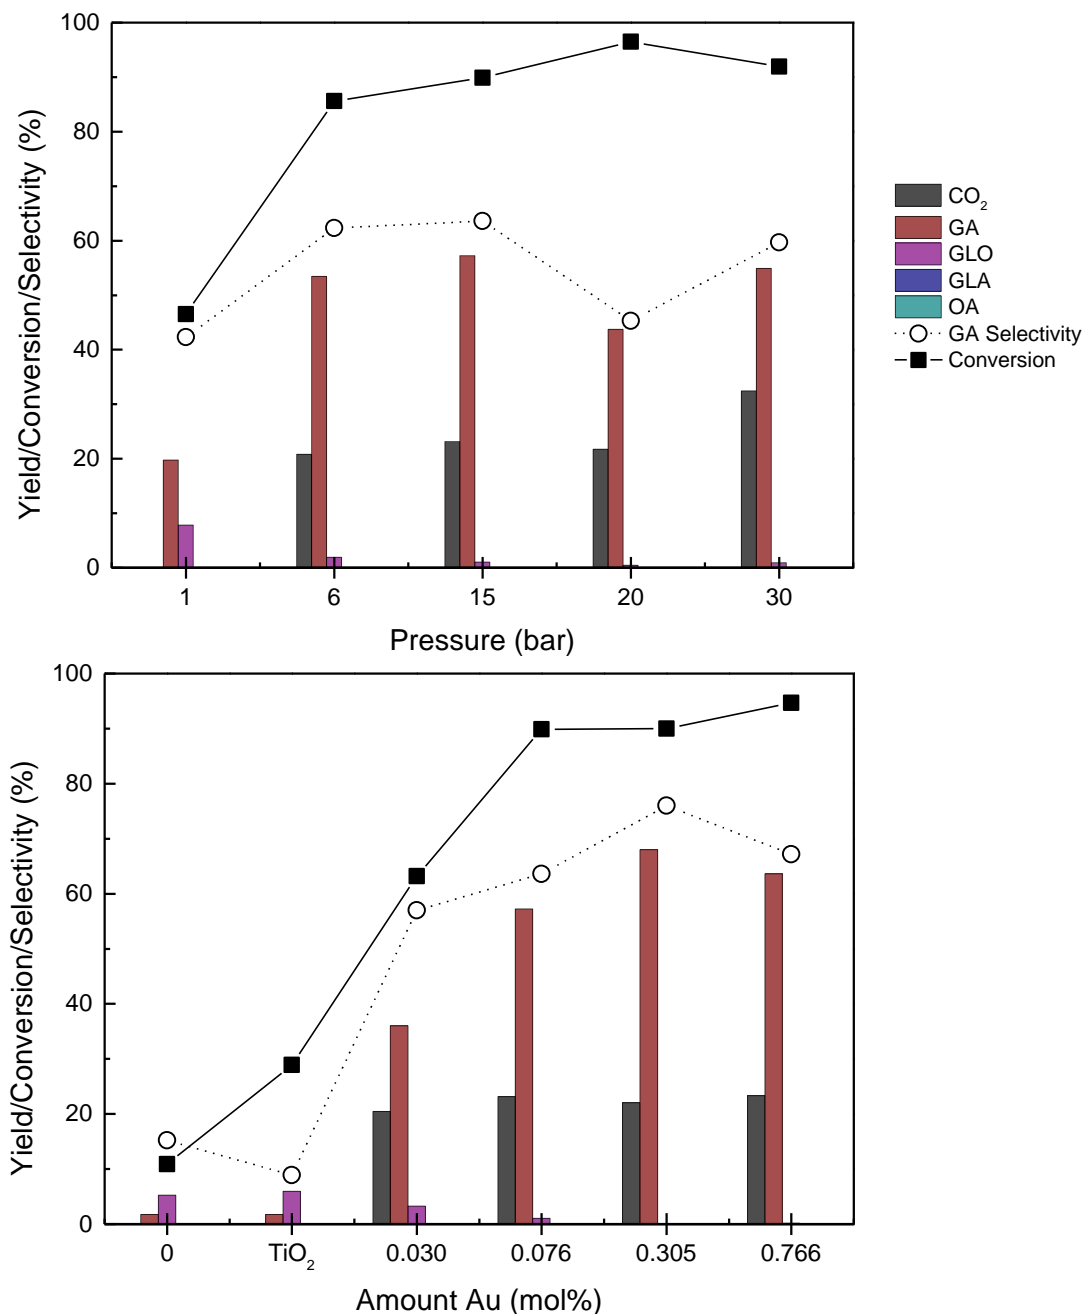 100
80
60
40
20
0
Yield/Conversion/Selectivity (%)
1 6 15 20 30
Pressure (bar)
CO₂
GA
GLO
GLA
OA
GA Selectivity
Conversion
100
80
60
40
20
0
Yield/Conversion/Selectivity (%)
0 TiO₂ 0.030 0.076 0.305 0.766
Amount Au (mol%)